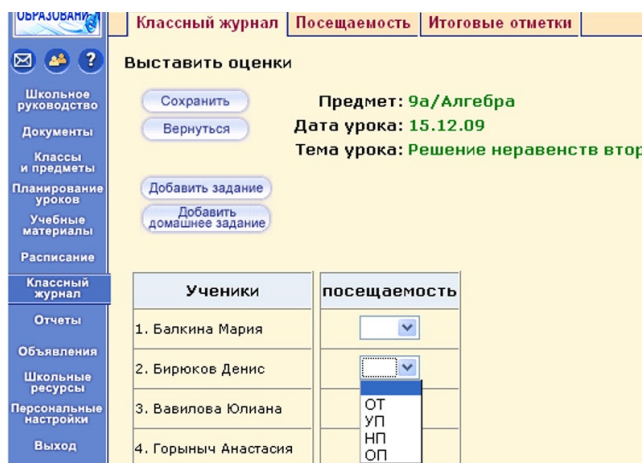 ОБРАЗОВАНИ
Классный журнал Посещаемость Итоговые отметки
?
Выставить оценки
Сохранить
Вернуться
Предмет: 9а/Алгебра
Дата урока: 15.12.09
Тема урока: Решение неравенств втор
Добавить задание
Добавить
домашнее задание
Школьное
руководство
Документы
Классы
и предметы
Планирование
уроков
Учебные
материалы
Расписание
Классный
журнал
Отчеты
Объявления
Школьные
ресурсы
Персональные
настройки
Выход
Ученики посещаемость
1. Балкина Мария
2. Бирюков Денис
3. Вавилова Юлиана
4. Горыныч Анастасия
ОТ
УП
НП
ОП